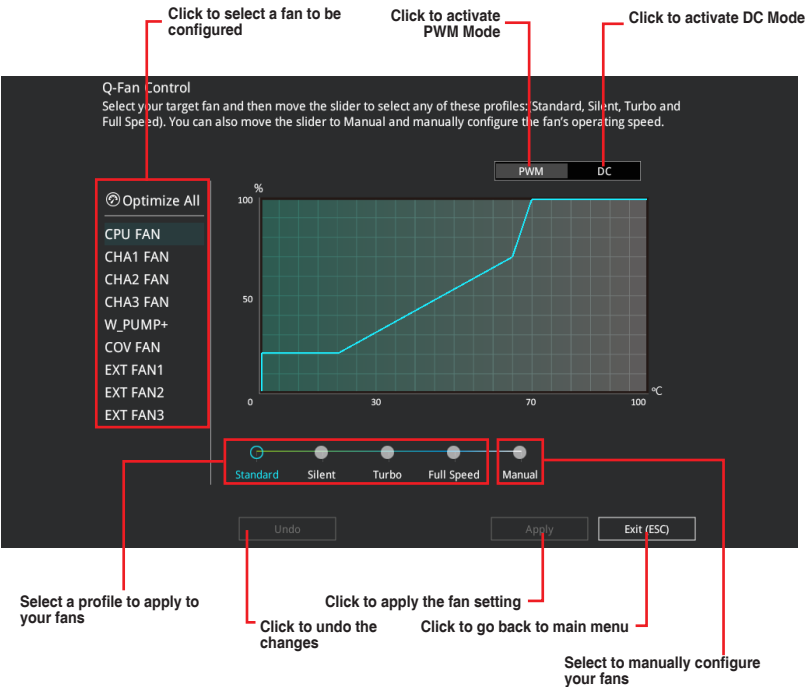 Click to select a fan to be
configured
Click to activate
PWM Mode
Click to activate DC Mode
Q-Fan Control
Select your target fan and then move the slider to select any of these profiles:(Standard, Silent, Turbo and
Full Speed). You can also move the slider to Manual and manually configure the fan's operating speed.
PWM
DC
Optimize All
CPU FAN
CHA1 FAN
CHA2 FAN
CHA3 FAN
W_PUMP+
COV FAN
EXT FAN1
EXT FAN2
EXT FAN3
%
100
50
0
30
70
100
°C
Standard
Silent
Turbo
Full Speed
Manual
Undo
Apply
Exit (ESC)
Select a profile to apply to
your fans
Click to undo the
changes
Click to apply the fan setting
Click to go back to main menu
Select to manually configure
your fans